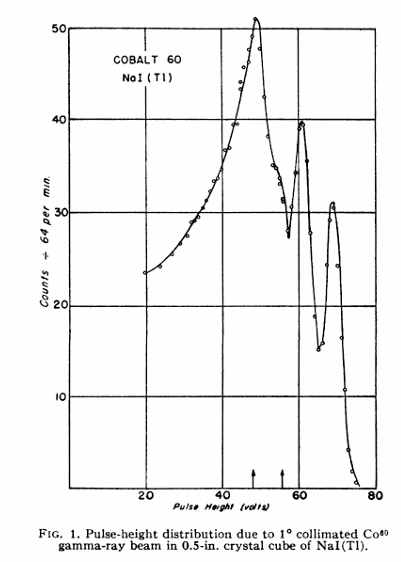 50
COBALT 60
NaI (Tl)
40
30
20
10
Counts ÷ 64 per min.
20 40 60 80
Pulse Height (volts)
FIG. 1. Pulse-height distribution due to 1° collimated Co⁶⁰
gamma-ray beam in 0.5-in. crystal cube of NaI(Tl).